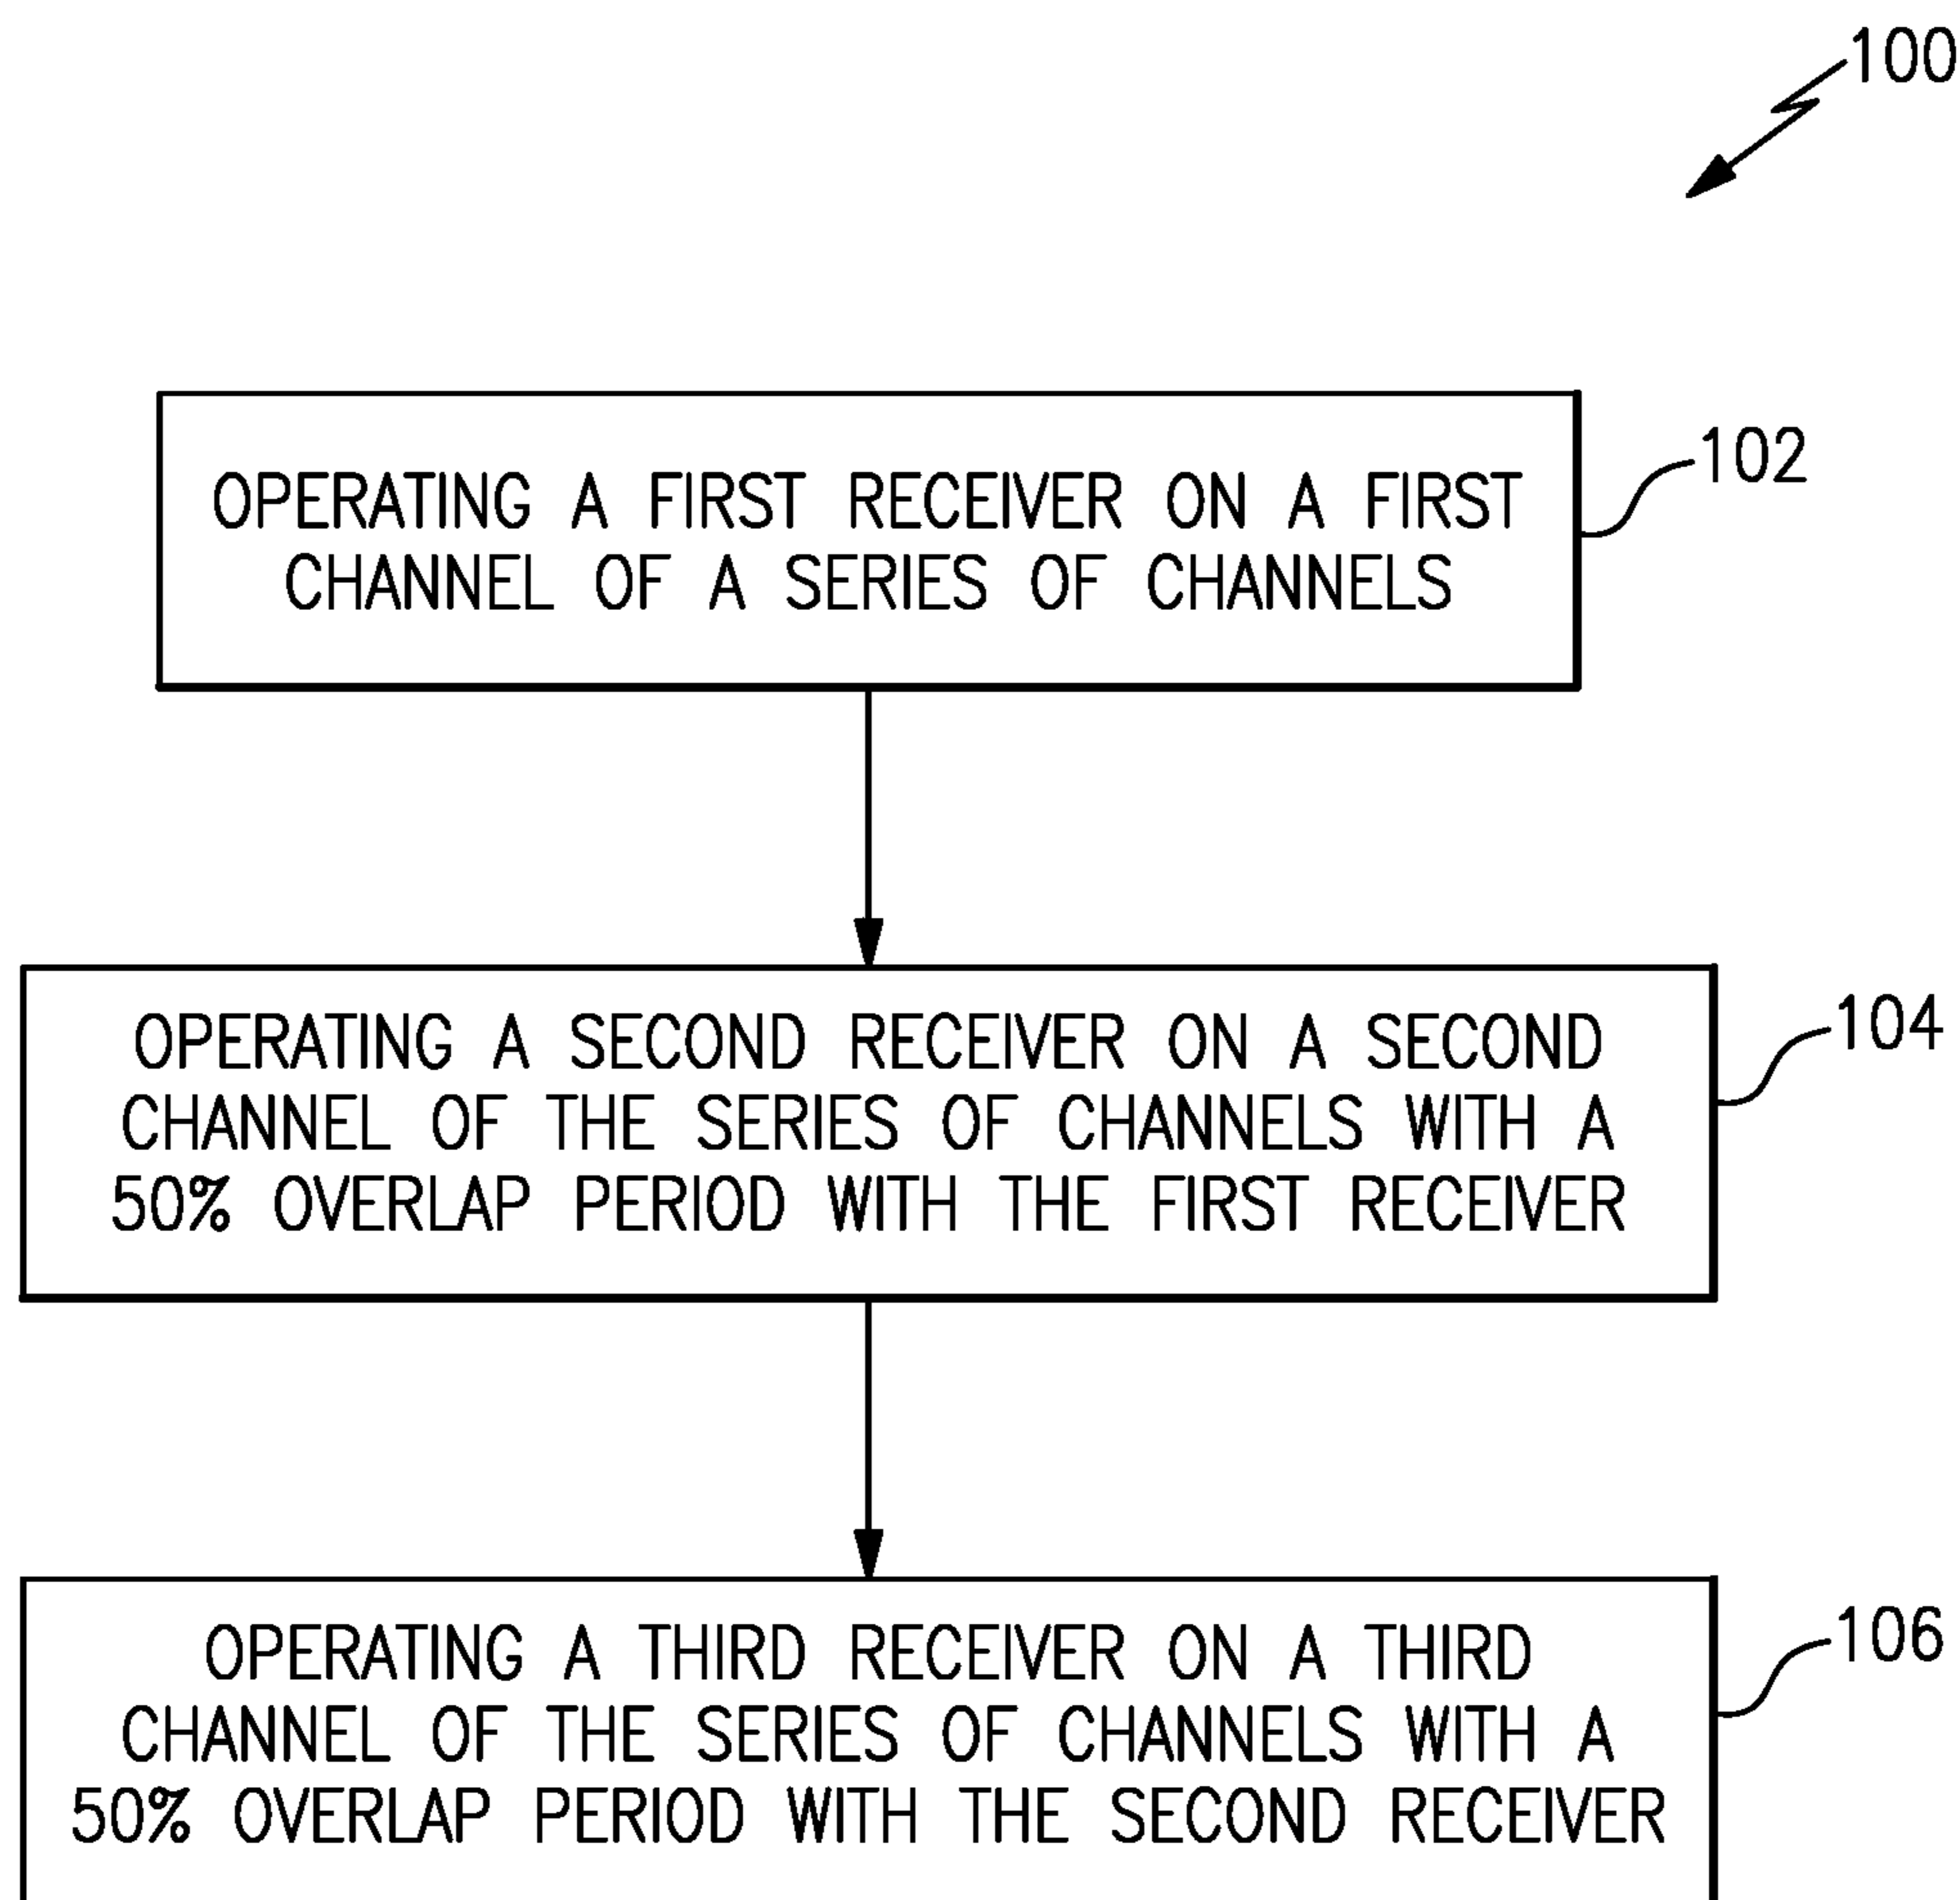 100
OPERATING A FIRST RECEIVER ON A FIRST
CHANNEL OF A SERIES OF CHANNELS
102
OPERATING A SECOND RECEIVER ON A SECOND
CHANNEL OF THE SERIES OF CHANNELS WITH A
50% OVERLAP PERIOD WITH THE FIRST RECEIVER
104
OPERATING A THIRD RECEIVER ON A THIRD
CHANNEL OF THE SERIES OF CHANNELS WITH A
50% OVERLAP PERIOD WITH THE SECOND RECEIVER
106